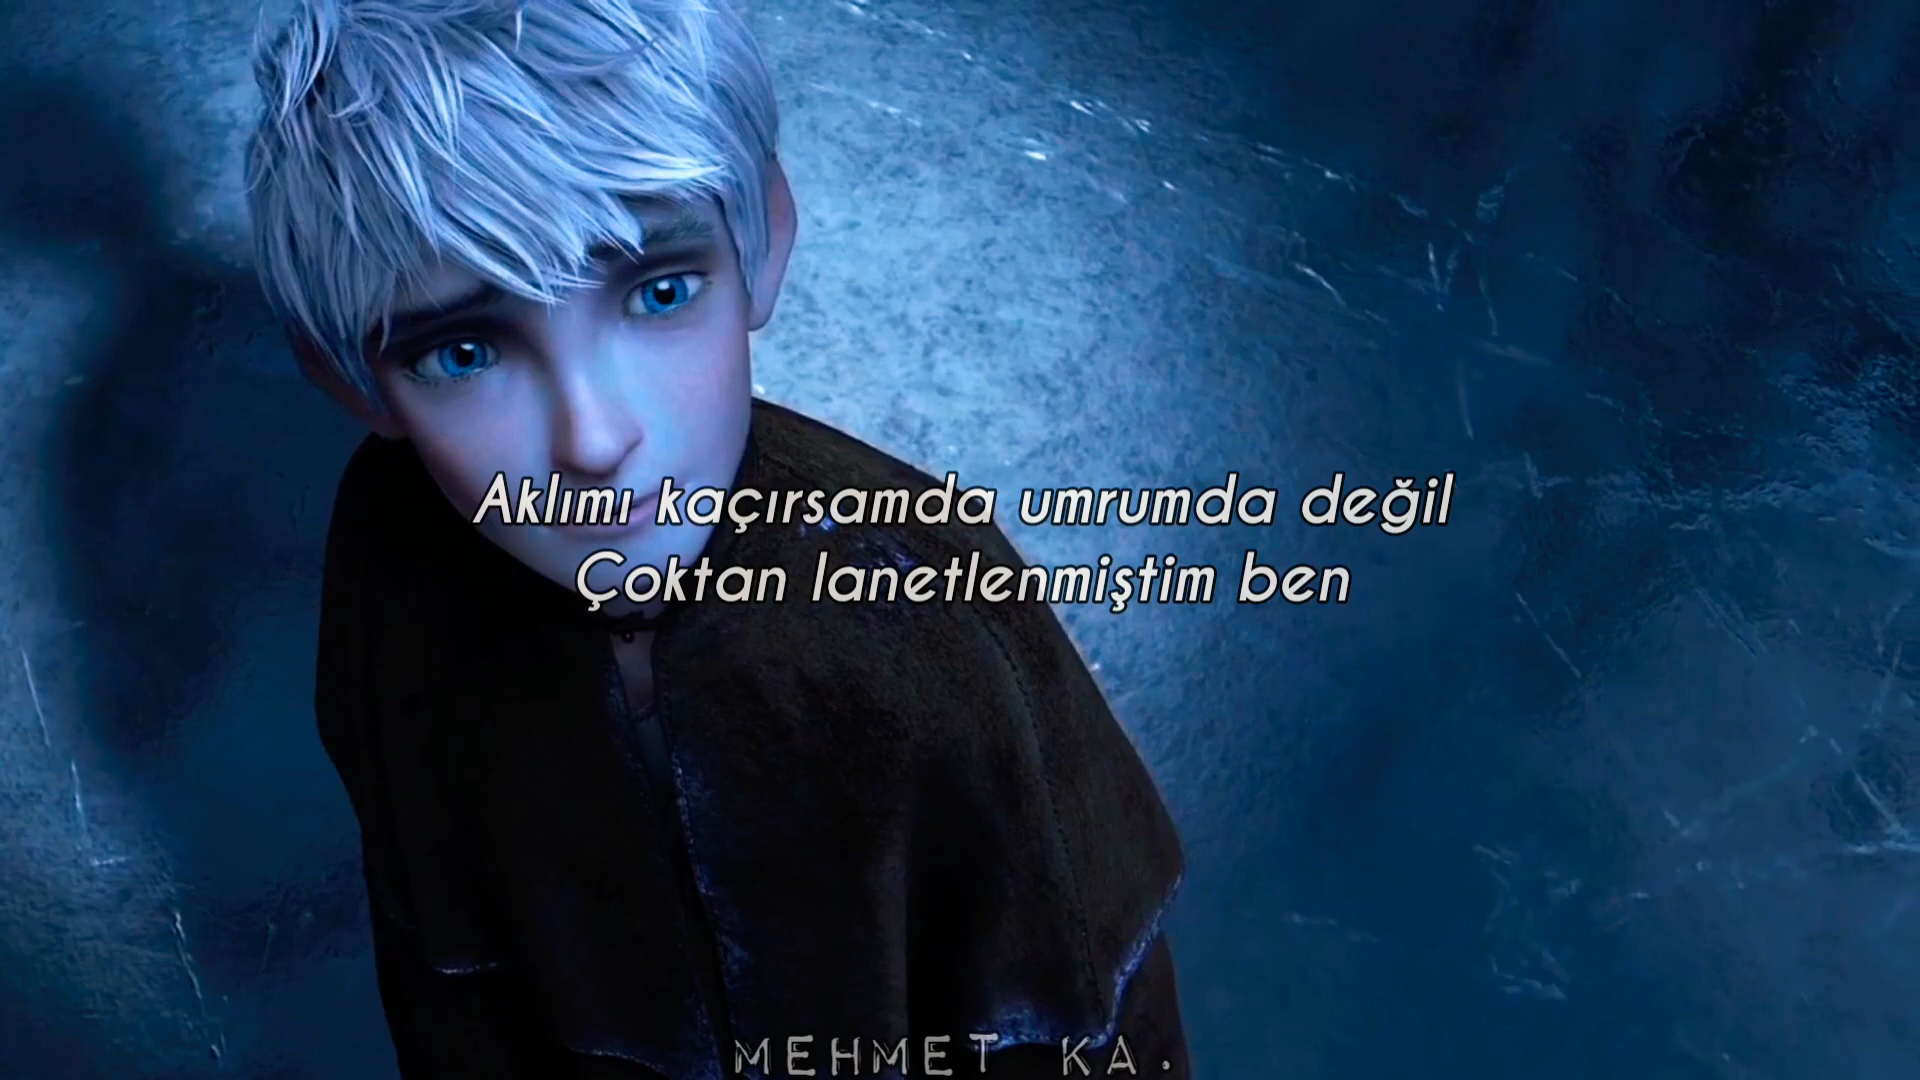 Aklımı kaçırsamda umrumda değil
Çoktan lanetlenmiştim ben
MEHMET KA.